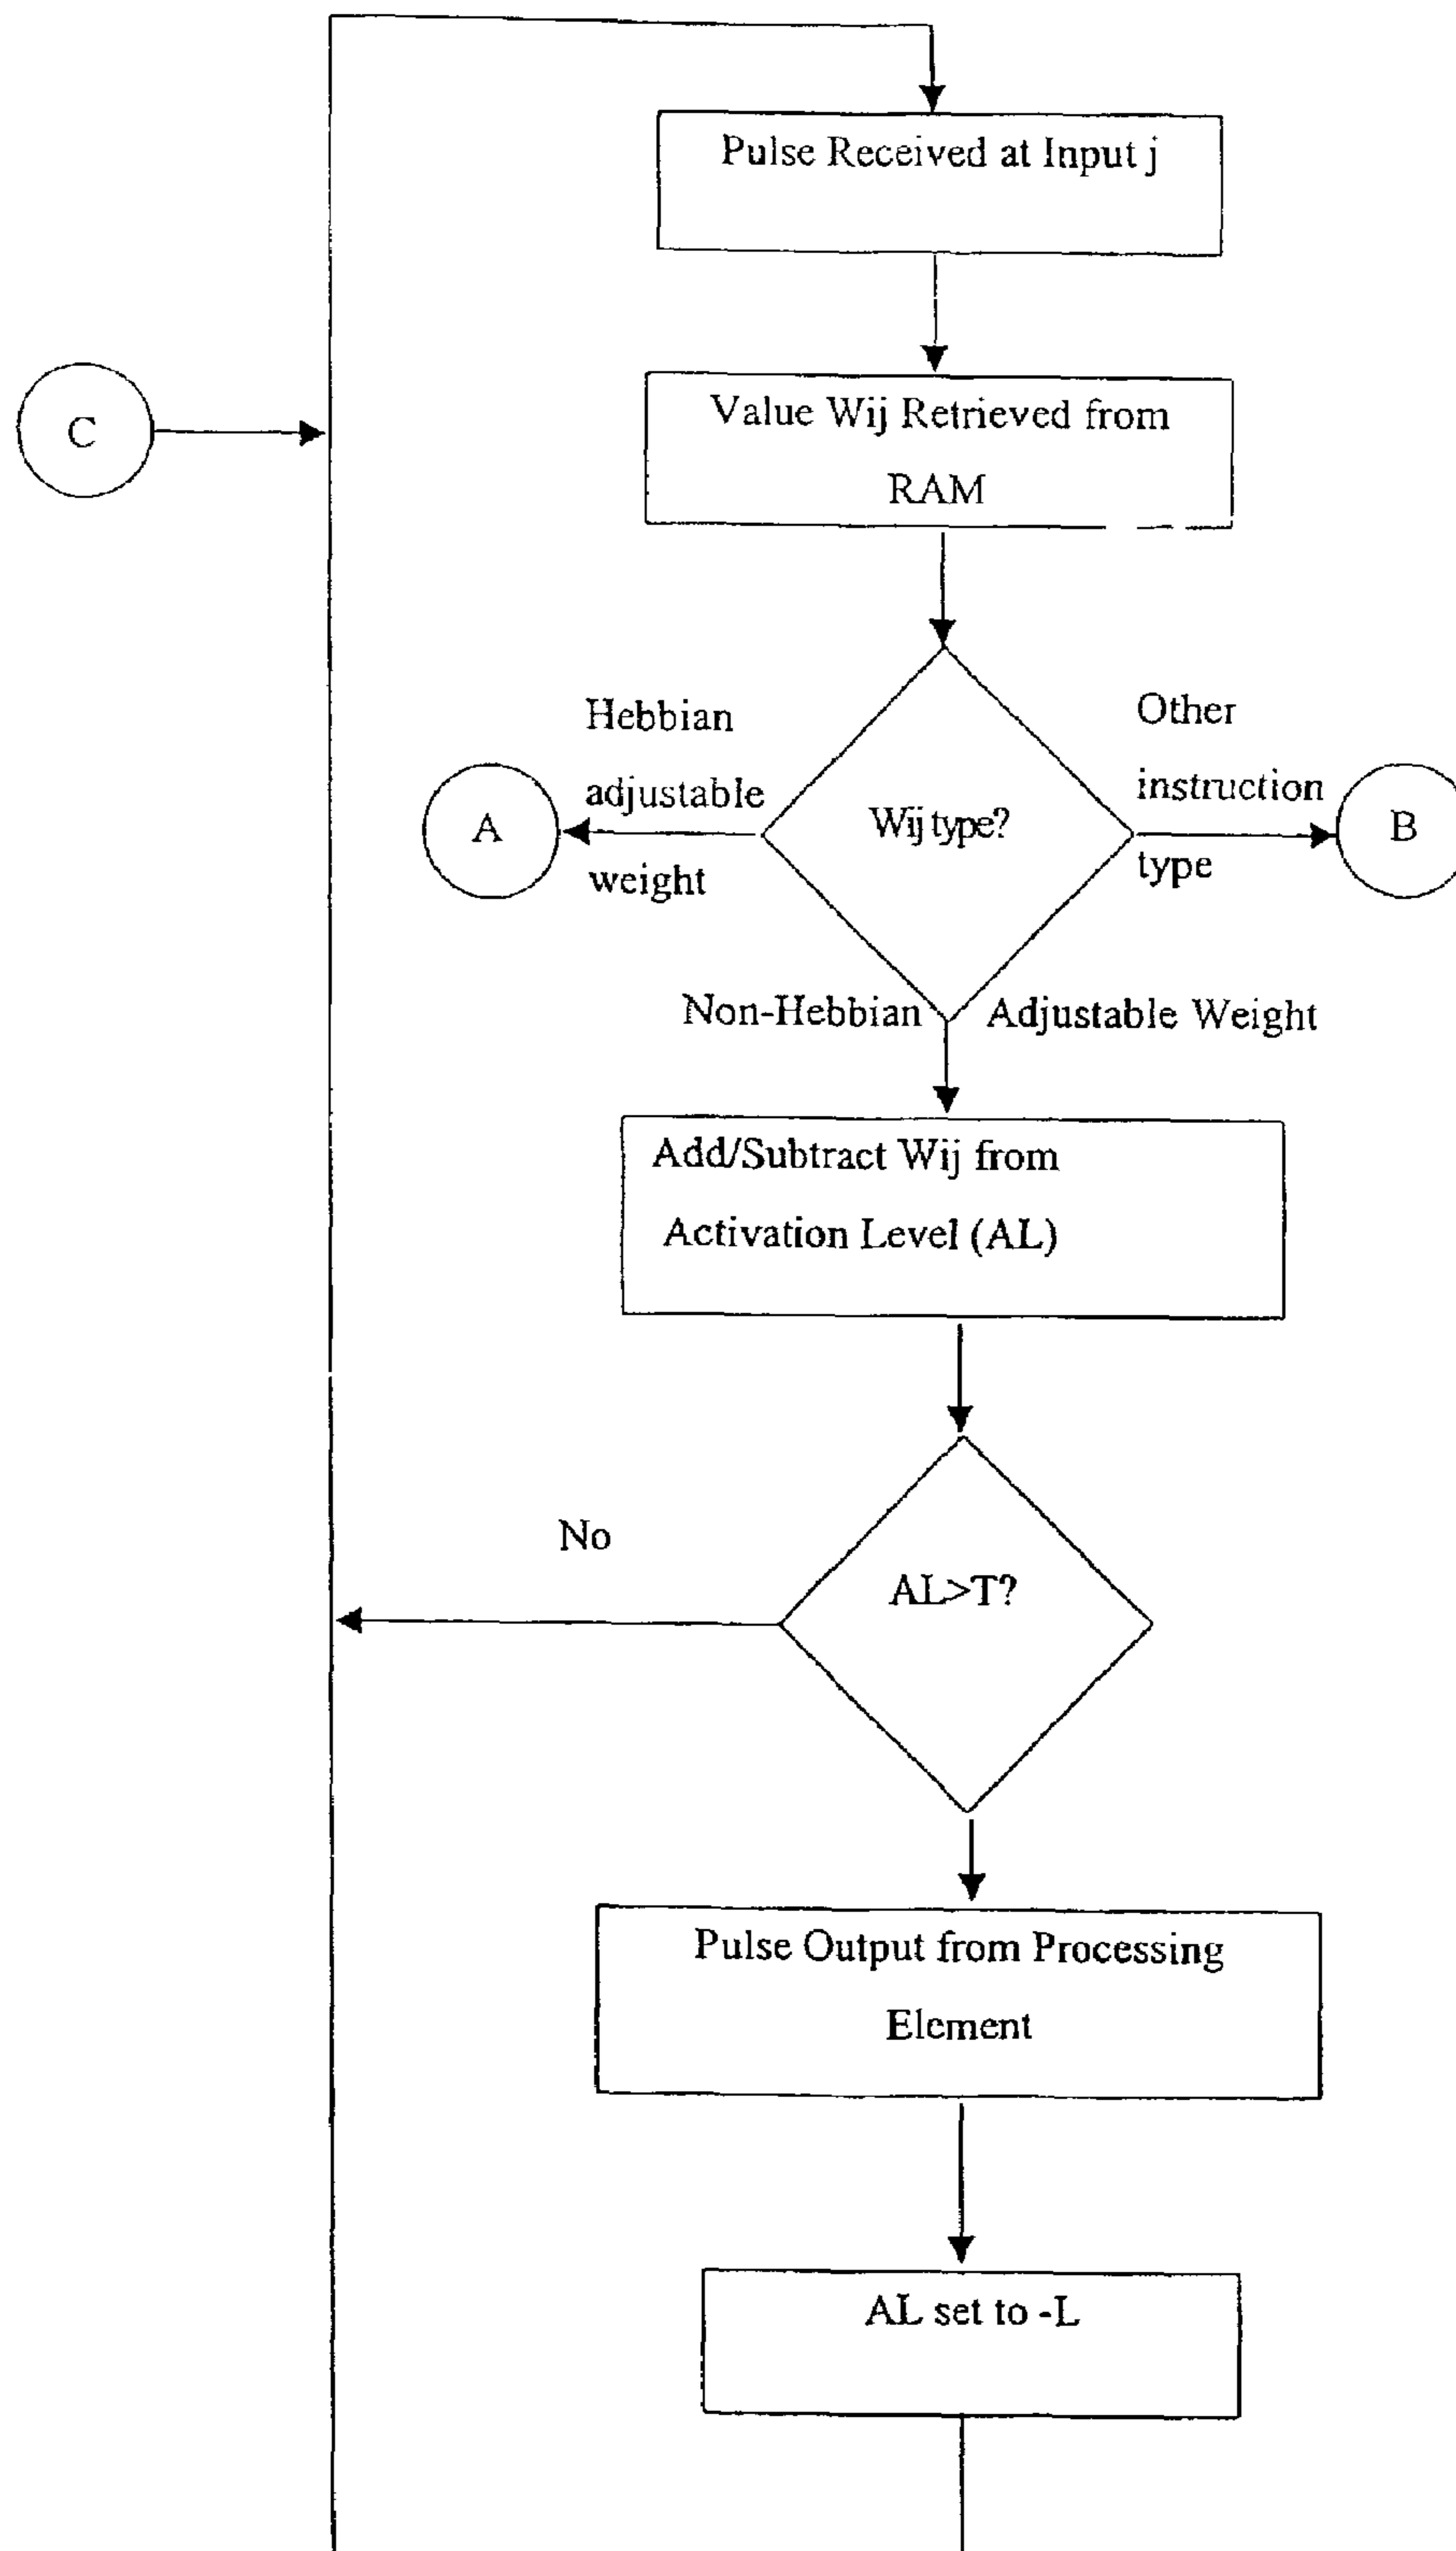 Pulse Received at Input j
C
Value Wij Retrieved from
RAM
Hebbian
adjustable
weight
A
Wij type?
Other
instruction
type
B
Non-Hebbian Adjustable Weight
Add/Subtract Wij from
Activation Level (AL)
No
AL>T?
Pulse Output from Processing
Element
AL set to -L